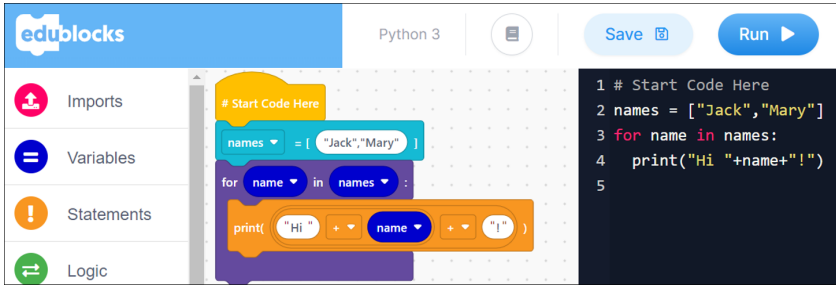 edublocks
Python 3
Save
Run
Imports
Variables
Statements
Logic
# Start Code Here
names = [ "Jack","Mary" ]
for name in names :
print( "Hi " + name + "!" )
1 # Start Code Here
2 names = ["Jack","Mary"]
3 for name in names:
4 print("Hi "+name+"!")
5